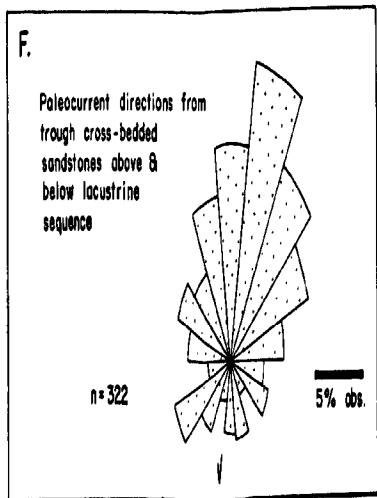 F.
Paleocurrent directions from
trough cross-bedded
sandstones above &
below lacustrine
sequence
n=322
5% obs.